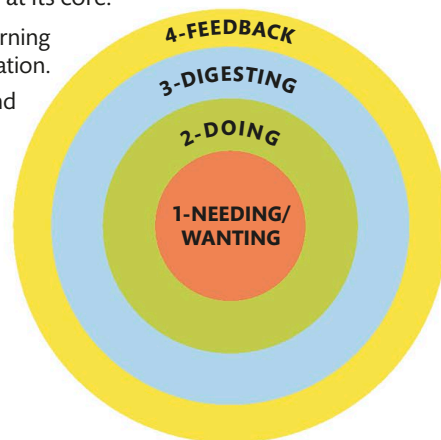 at its core.
rning
ation.
nd
4-FEEDBACK
3-DIGESTING
2-DOING
1-NEEDING/
WANTING